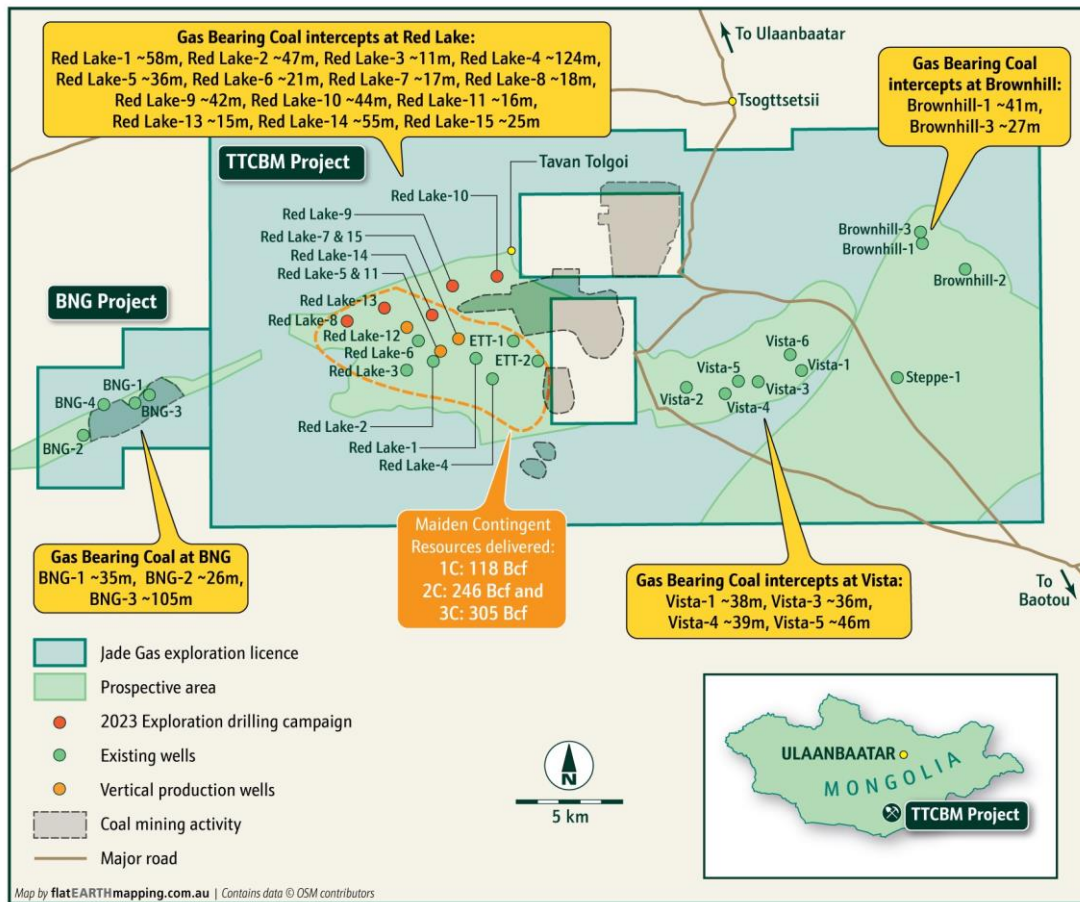 Gas Bearing Coal intercepts at Red Lake:
Red Lake-1 ~58m, Red Lake-2 ~47m, Red Lake-3 ~11m, Red Lake-4 ~124m,
Red Lake-5 ~36m, Red Lake-6 ~21m, Red Lake-7 ~17m, Red Lake-8 ~18m,
Red Lake-9 ~42m, Red Lake-10 ~44m, Red Lake-11 ~16m,
Red Lake-13 ~15m, Red Lake-14 ~55m, Red Lake-15 ~25m
To Ulaanbaatar
Tsogttsetsii
Gas Bearing Coal
intercepts at Brownhill:
Brownhill-1 ~41m,
Brownhill-3 ~27m
TTCBM Project
Tavan Tolgoi
Red Lake-10
Red Lake-9
Red Lake-7 & 15
Red Lake-14
Red Lake-5 & 11
Brownhill-3
Brownhill-1
Brownhill-2
BNG Project
Red Lake-13
Red Lake-8
Red Lake-12
Red Lake-6
Red Lake-3
ETT-1
ETT-2
Vista-6
Vista-5
Vista-1
Vista-3
Vista-2
Vista-4
Steppe-1
BNG-1
BNG-4
BNG-3
BNG-2
Red Lake-2
Red Lake-1
Red Lake-4
Maiden Contingent
Resources delivered:
1C: 118 Bcf
2C: 246 Bcf and
3C: 305 Bcf
Gas Bearing Coal at BNG
BNG-1 ~35m, BNG-2 ~26m,
BNG-3 ~105m
Gas Bearing Coal intercepts at Vista:
Vista-1 ~38m, Vista-3 ~36m,
Vista-4 ~39m, Vista-5 ~46m
To
Baotou
Jade Gas exploration licence
Prospective area
2023 Exploration drilling campaign
Existing wells
Vertical production wells
Coal mining activity
Major road
N
5 km
ULAANBAATAR
MONGOLIA
TTCBM Project
Map by flatEARTHmapping.com.au | Contains data © OSM contributors